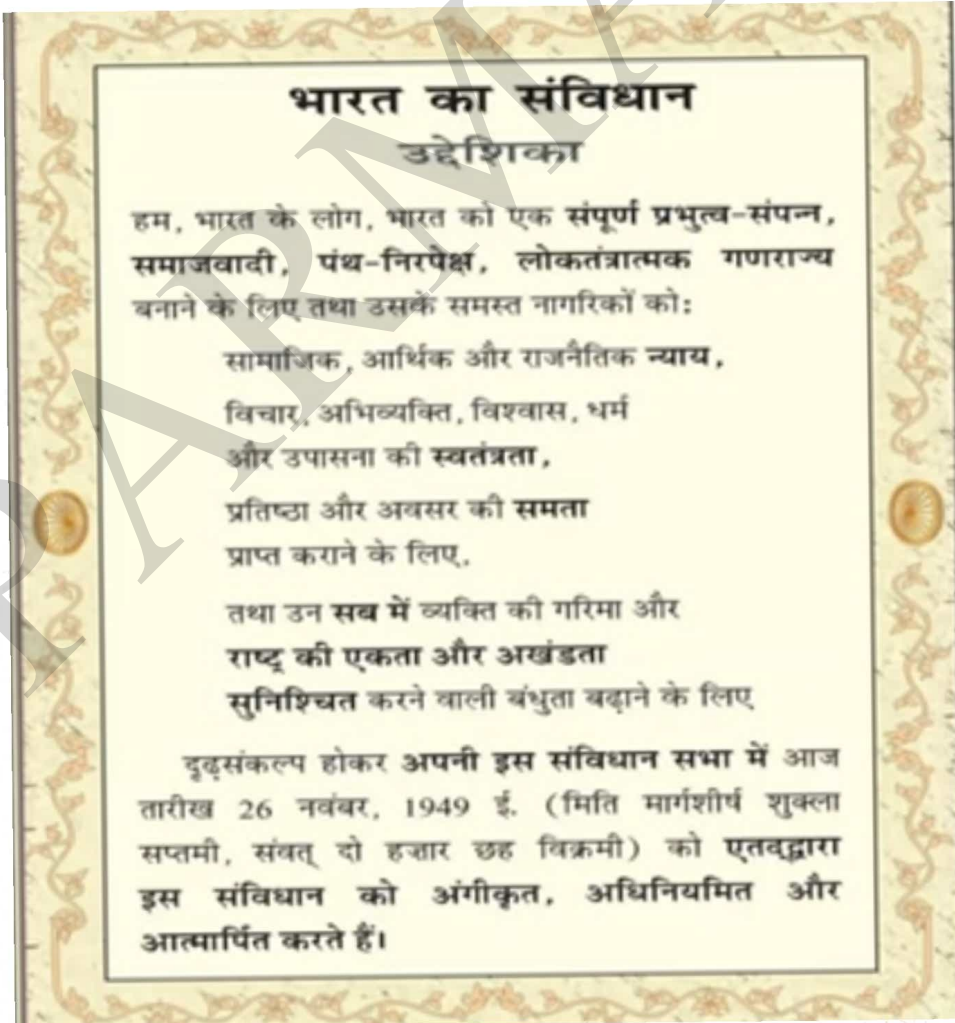 भारत का संविधान
उद्देशिका
हम, भारत के लोग, भारत को एक संपूर्ण प्रभुत्व-संपन्न,
समाजवादी, पंथ-निरपेक्ष, लोकतंत्रात्मक गणराज्य
बनाने के लिए तथा उसके समस्त नागरिकों को:
सामाजिक, आर्थिक और राजनैतिक न्याय,
विचार, अभिव्यक्ति, विश्वास, धर्म
और उपासना की स्वतंत्रता,
प्रतिष्ठा और अवसर की समता
प्राप्त कराने के लिए,
तथा उन सब में व्यक्ति की गरिमा और
राष्ट्र की एकता और अखंडता
सुनिश्चित करने वाली बंधुता बढ़ाने के लिए
दृढ़संकल्प होकर अपनी इस संविधान सभा में आज
तारीख 26 नवंबर, 1949 ई. (मिति मार्गशीर्ष शुक्ला
सप्तमी, संवत् दो हज़ार छह विक्रमी) को एतद्द्वारा
इस संविधान को अंगीकृत, अधिनियमित और
आत्मार्पित करते हैं।
PARMA